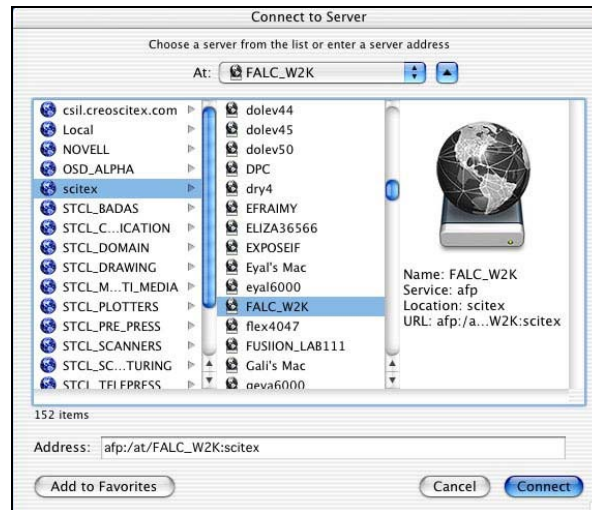 Connect to Server
Choose a server from the list or enter a server address
At: FALC_W2K
csil.creoscitex.com
Local
NOVELL
OSD_ALPHA
scitex
STCL_BADAS
STCL_C...ICATION
STCL_DOMAIN
STCL_DRAWING
STCL_M...TI_MEDIA
STCL_PLOTTERS
STCL_PRE_PRESS
STCL_SCANNERS
STCL_SC...TURING
STCL_TELEPRESS
dolev44
dolev45
dolev50
DPC
dry4
EFRAIMY
ELIZA36566
EXPOSEIF
Eyal's Mac
eyal6000
FALC_W2K
flex4047
FUSIION_LAB111
Gali's Mac
geva6000
Name: FALC_W2K
Service: afp
Location: scitex
URL: afp:/a...W2K:scitex
152 items
Address: afp:/at/FALC_W2K:scitex
Add to Favorites
Cancel
Connect